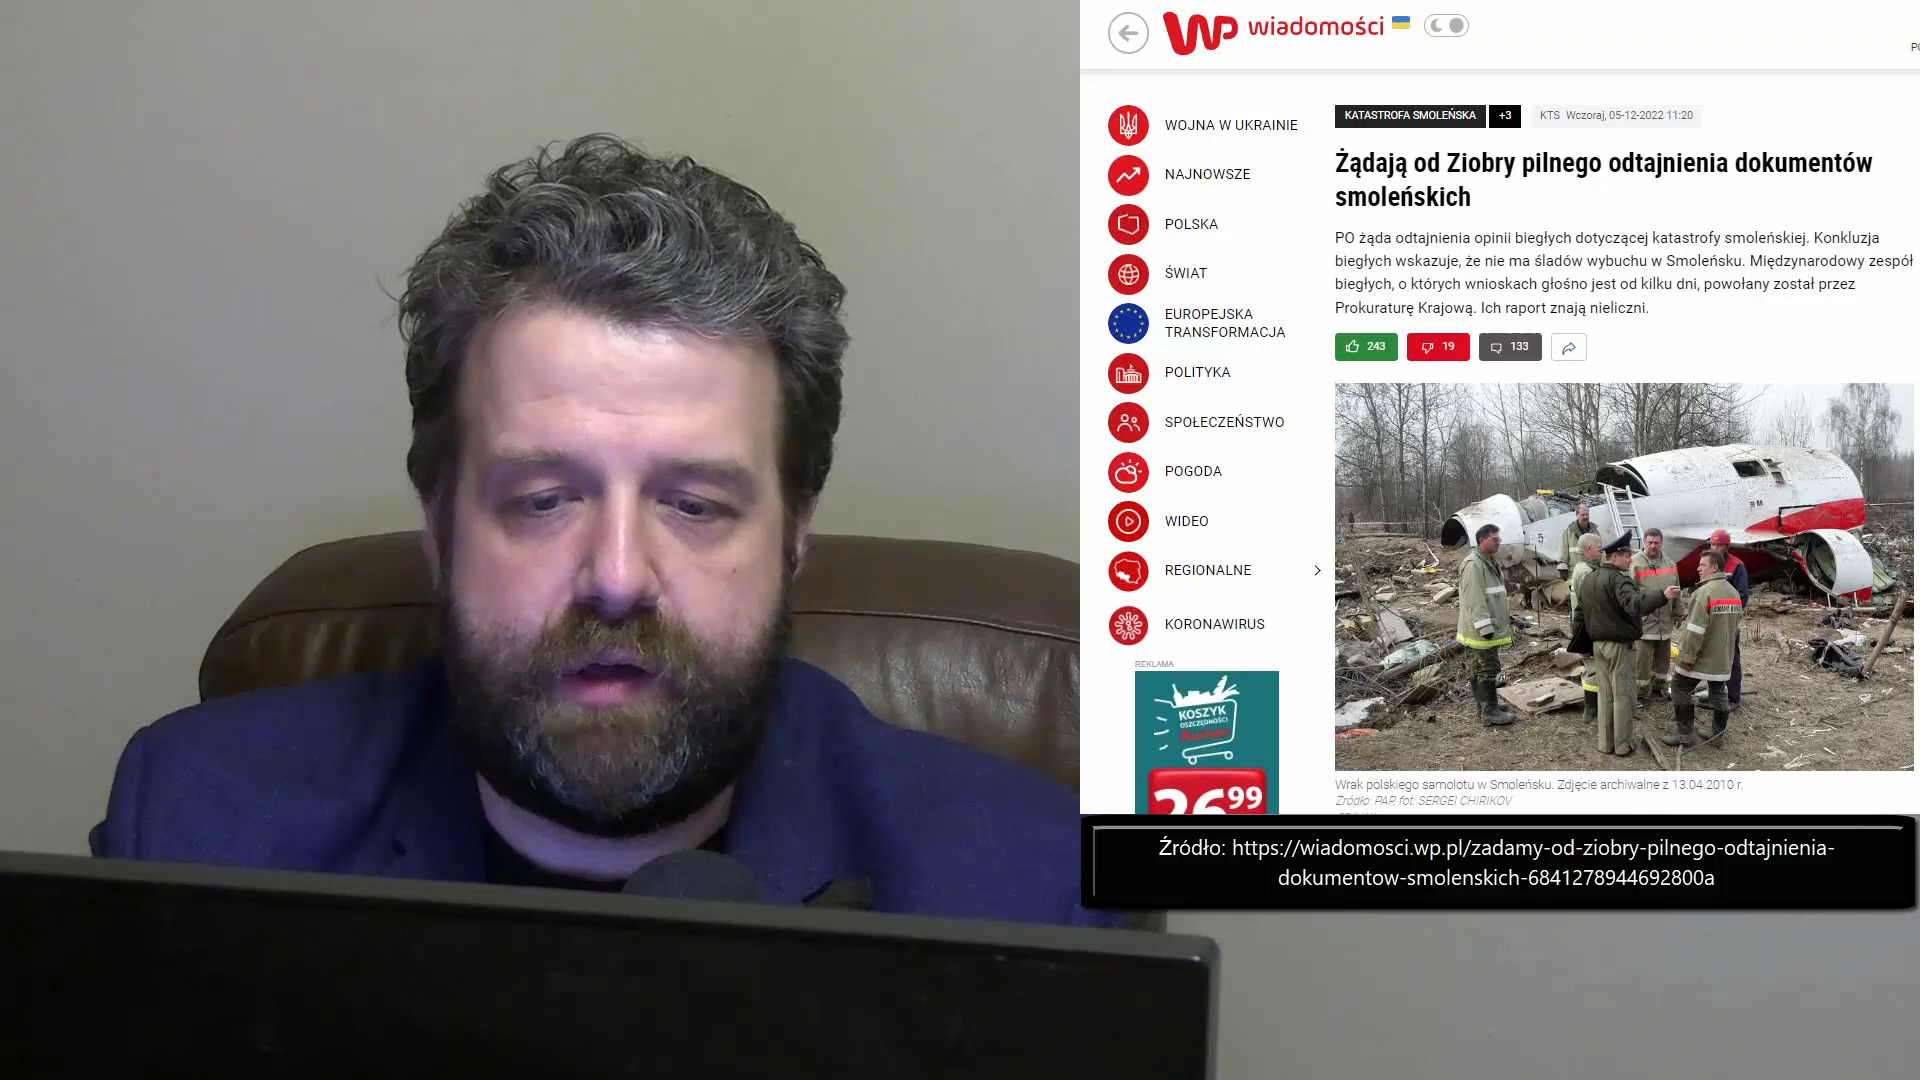 WP wiadomości
KATASTROFA SMOLEŃSKA +3 KTS Wczoraj, 05-12-2022 11:20
Żądają od Ziobry pilnego odtajnienia dokumentów
smoleńskich
PO żąda odtajnienia opinii biegłych dotyczącej katastrofy smoleńskiej. Konkluzja
biegłych wskazuje, że nie ma śladów wybuchu w Smoleńsku. Międzynarodowy zespół
biegłych, o których wnioskach głośno jest od kilku dni, powołany został przez
Prokuraturę Krajową. Ich raport znają nieliczni.
243 19 133
WOJNA W UKRAINIE
NAJNOWSZE
POLSKA
ŚWIAT
EUROPEJSKA
TRANSFORMACJA
POLITYKA
SPOŁECZEŃSTWO
POGODA
WIDEO
REGIONALNE
KORONAWIRUS
REKLAMA
KOSZYK
OSZCZĘDNOŚCI
Auchan
26 99
Wrak polskiego samolotu w Smoleńsku. Zdjęcie archiwalne z 13.04.2010 r.
Źródło: PAP, fot: SERGEI CHIRIKOV
Źródło: https://wiadomosci.wp.pl/zadamy-od-ziobry-pilnego-odtajnienia-
dokumentow-smolenskich-6841278944692800a